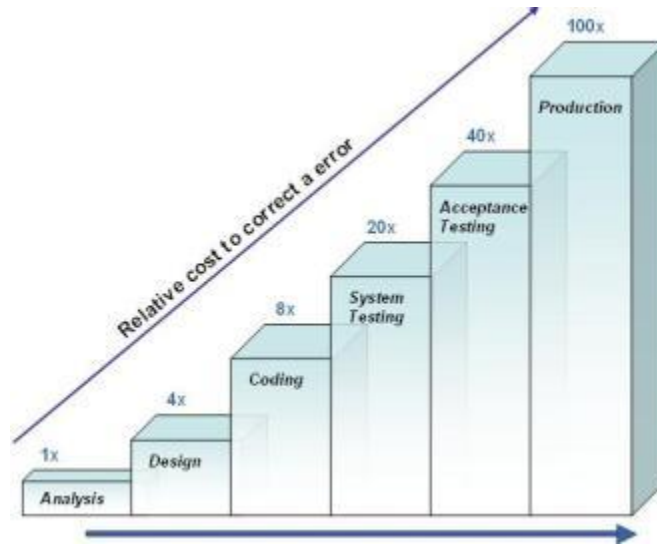 100x
Production
40x
Acceptance
Testing
20x
System
Testing
8x
Coding
4x
Design
1x
Analysis
Relative cost to correct a error